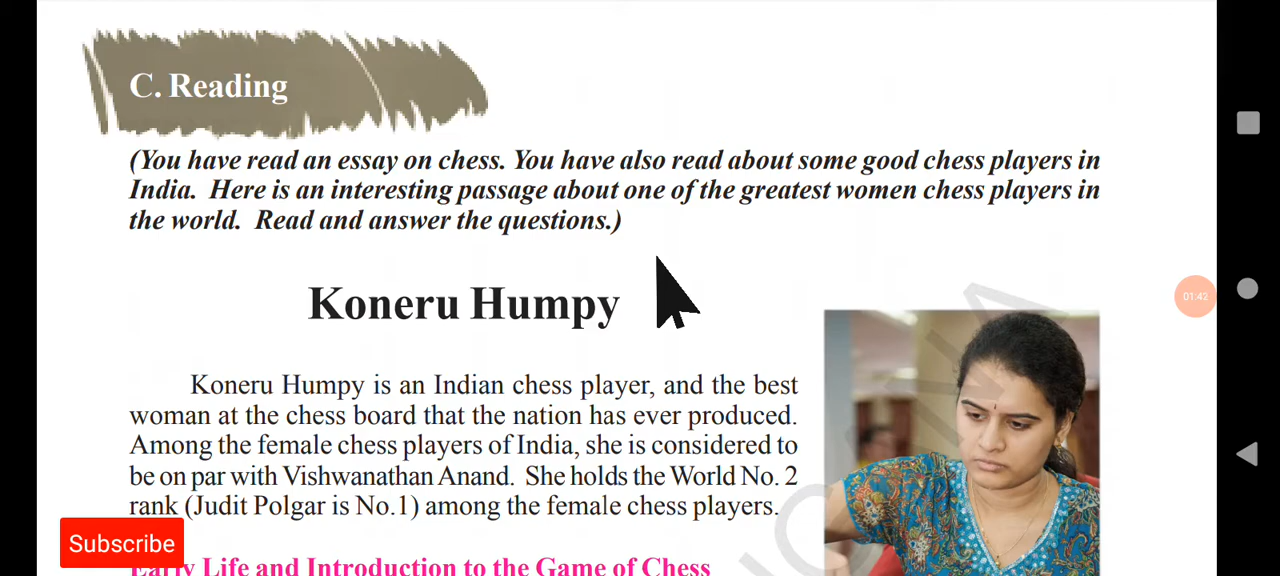 C. Reading
(You have read an essay on chess. You have also read about some good chess players in
India. Here is an interesting passage about one of the greatest women chess players in
the world. Read and answer the questions.)
Koneru Humpy
01:42
Koneru Humpy is an Indian chess player, and the best
woman at the chess board that the nation has ever produced.
Among the female chess players of India, she is considered to
be on par with Vishwanathan Anand. She holds the World No. 2
rank (Judit Polgar is No.1) among the female chess players.
Subscribe
Early Life and Introduction to the Game of Chess